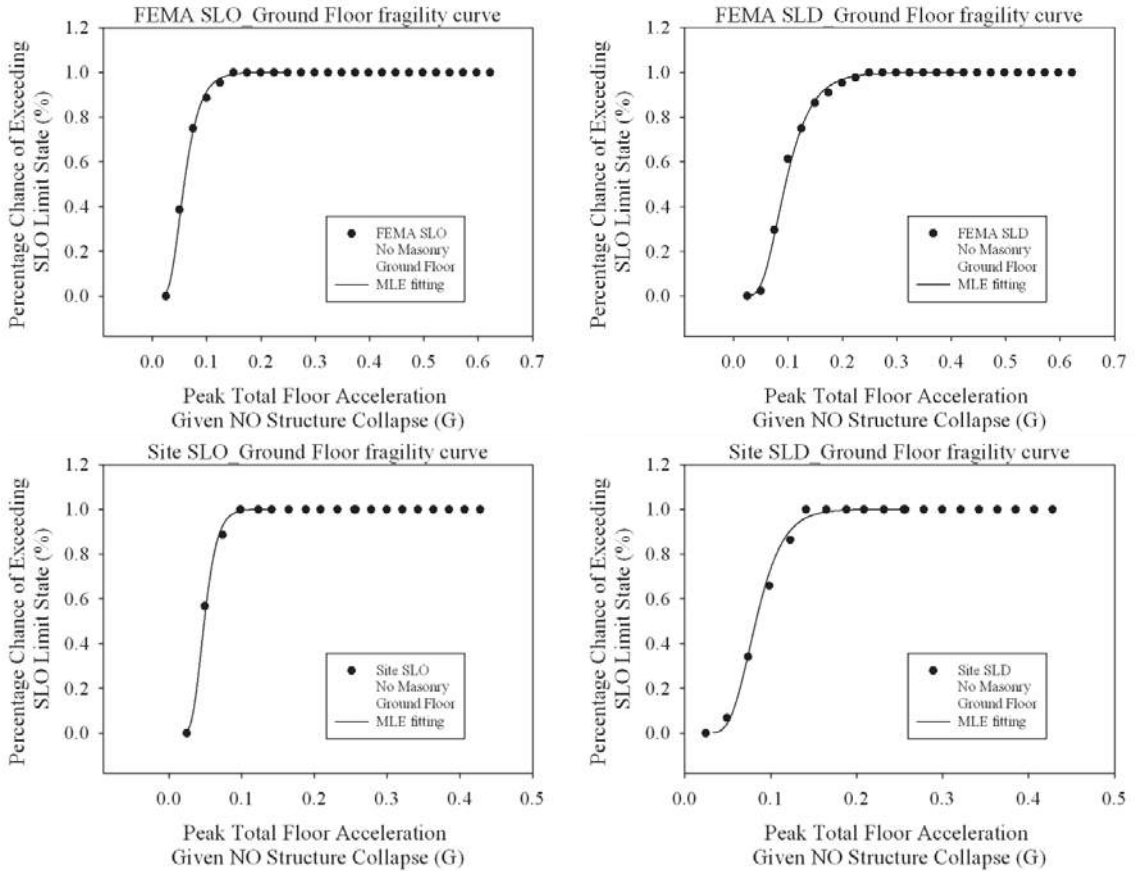 FEMA SLO_Ground Floor fragility curve
Percentage Chance of Exceeding
SLO Limit State (%)
1.2
1.0
0.8
0.6
0.4
0.2
0.0
FEMA SLO
No Masonry
Ground Floor
MLE fitting
0.0 0.1 0.2 0.3 0.4 0.5 0.6 0.7
Peak Total Floor Acceleration
Given NO Structure Collapse (G)
FEMA SLD_Ground Floor fragility curve
Percentage Chance of Exceeding
SLO Limit State (%)
1.2
1.0
0.8
0.6
0.4
0.2
0.0
FEMA SLD
No Masonry
Ground Floor
MLE fitting
0.0 0.1 0.2 0.3 0.4 0.5 0.6 0.7
Peak Total Floor Acceleration
Given NO Structure Collapse (G)
Site SLO_Ground Floor fragility curve
Percentage Chance of Exceeding
SLO Limit State (%)
1.2
1.0
0.8
0.6
0.4
0.2
0.0
Site SLO
No Masonry
Ground Floor
MLE fitting
0.0 0.1 0.2 0.3 0.4 0.5
Peak Total Floor Acceleration
Given NO Structure Collapse (G)
Site SLD_Ground Floor fragility curve
Percentage Chance of Exceeding
SLO Limit State (%)
1.2
1.0
0.8
0.6
0.4
0.2
0.0
Site SLD
No Masonry
Ground Floor
MLE fitting
0.0 0.1 0.2 0.3 0.4 0.5
Peak Total Floor Acceleration
Given NO Structure Collapse (G)